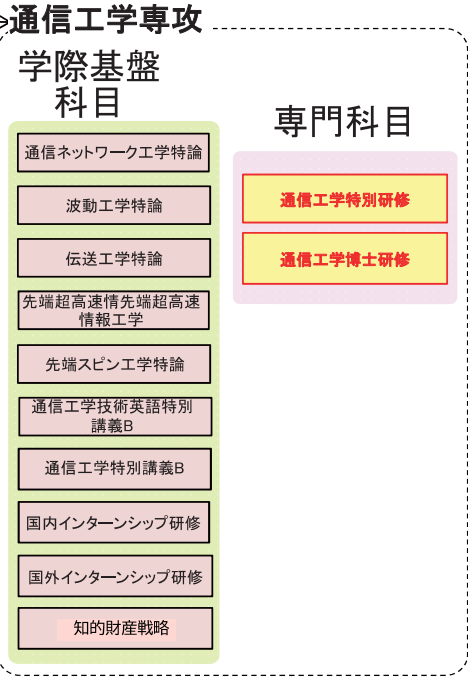 通信工学専攻
学際基盤
科目
通信ネットワーク工学特論
波動工学特論
伝送工学特論
先端超高速情先端超高速
情報工学
先端スピン工学特論
通信工学技術英語特別
講義B
通信工学特別講義B
国内インターンシップ研修
国外インターンシップ研修
知的財産戦略
専門科目
通信工学特別研修
通信工学博士研修